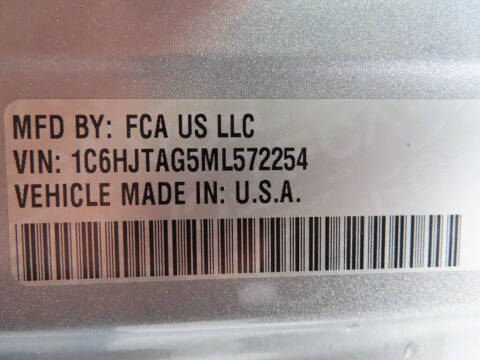 MFD BY: FCA US LLC
VIN: 1C6HJTAG5ML572254
VEHICLE MADE IN: U.S.A.